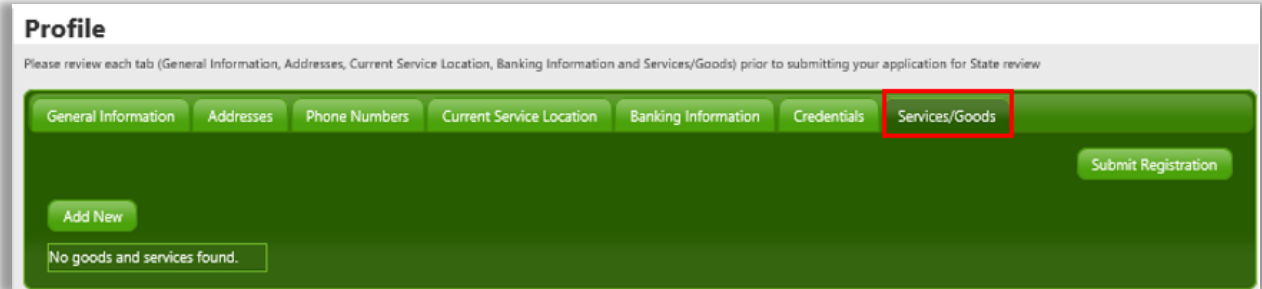 Profile
Please review each tab (General Information, Addresses, Current Service Location, Banking Information and Services/Goods) prior to submitting your application for State review
General Information Addresses Phone Numbers Current Service Location Banking Information Credentials Services/Goods
Submit Registration
Add New
No goods and services found.